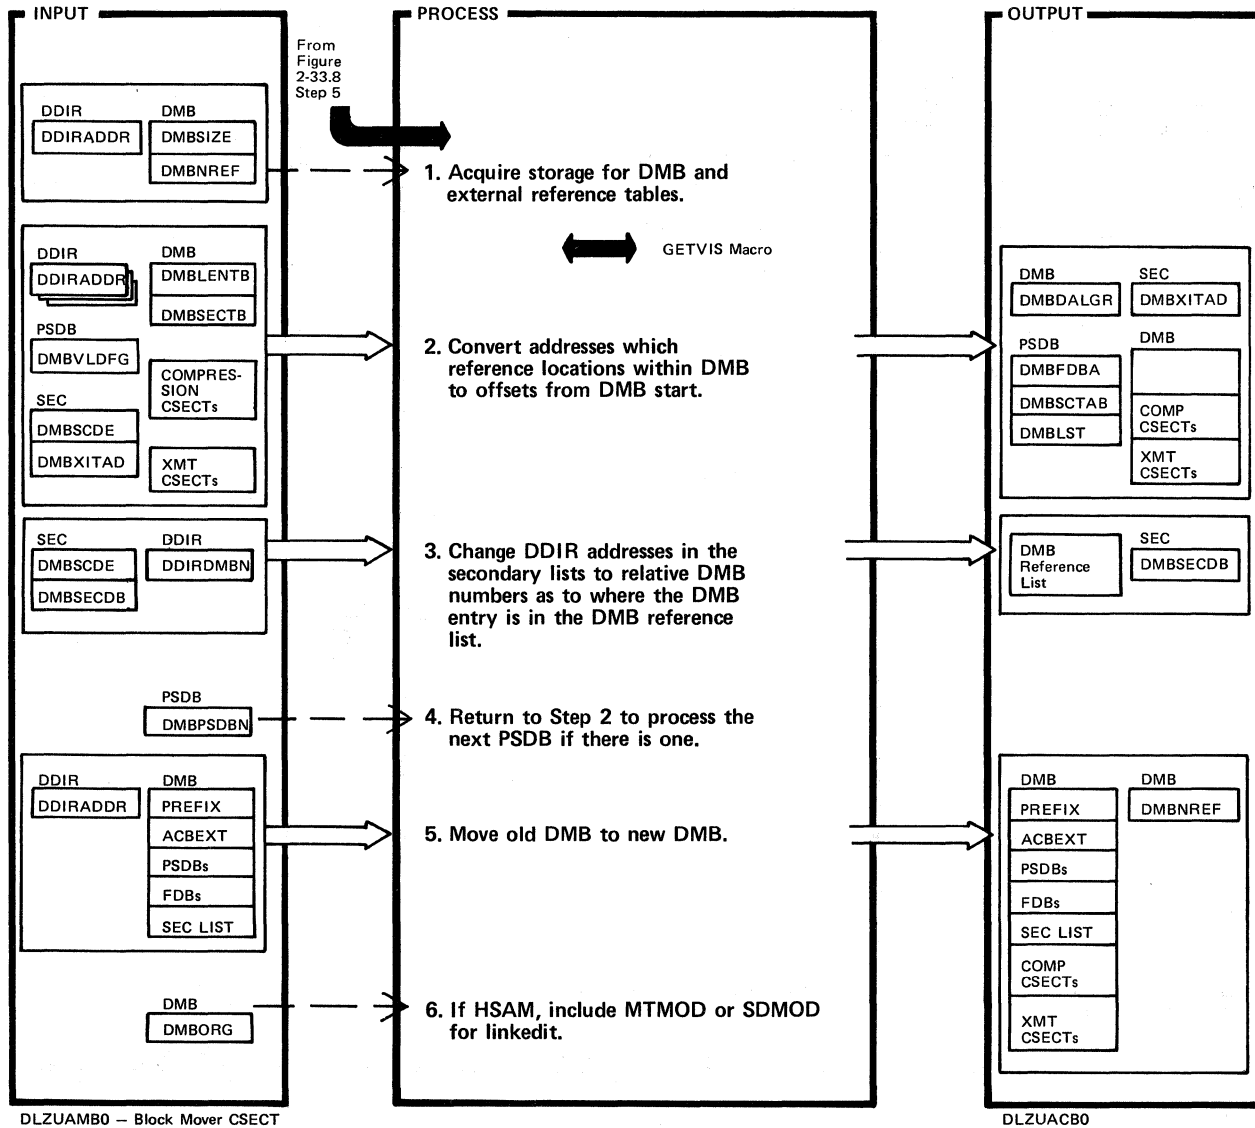 INPUT
PROCESS
OUTPUT
From
Figure
2-33.8
Step 5
DDIR
DMB
DDIRADDR
DMBSIZE
DMBNREF
1. Acquire storage for DMB and
external reference tables.
GETVIS Macro
DDIR
DMB
DDIRADDR
DMBLENTB
DMBSECTB
PSDB
DMBVLDFG
COMPRES-
SION
CSECTs
SEC
DMBSCDE
DMBXITAD
XMT
CSECTs
2. Convert addresses which
reference locations within DMB
to offsets from DMB start.
DMB
SEC
DMBDALGR
DMBXITAD
PSDB
DMB
DMBFDBA
DMBSCTAB
DMBLST
COMP
CSECTs
XMT
CSECTs
SEC
DDIR
DMBSCDE
DDIRDMBN
DMBSECDB
3. Change DDIR addresses in the
secondary lists to relative DMB
numbers as to where the DMB
entry is in the DMB reference
list.
DMB
Reference
List
SEC
DMBSECDB
PSDB
DMBPSDBN
4. Return to Step 2 to process the
next PSDB if there is one.
DDIR
DMB
DDIRADDR
PREFIX
ACBEXT
PSDBs
FDBs
SEC LIST
5. Move old DMB to new DMB.
DMB
DMB
PREFIX
DMBNREF
ACBEXT
PSDBs
FDBs
SEC LIST
COMP
CSECTs
XMT
CSECTs
DMB
DMBORG
6. If HSAM, include MTMOD or SDMOD
for linkedit.
DLZUAMB0 – Block Mover CSECT
DLZUACB0